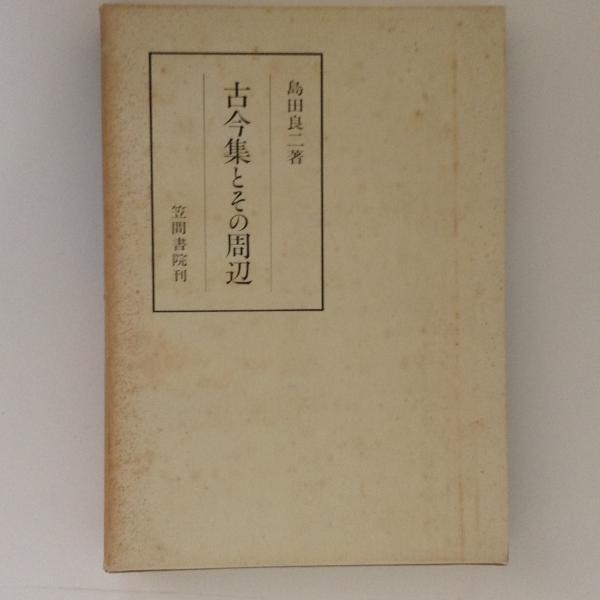 島田良二著
古今集とその周辺
笠間書院刊